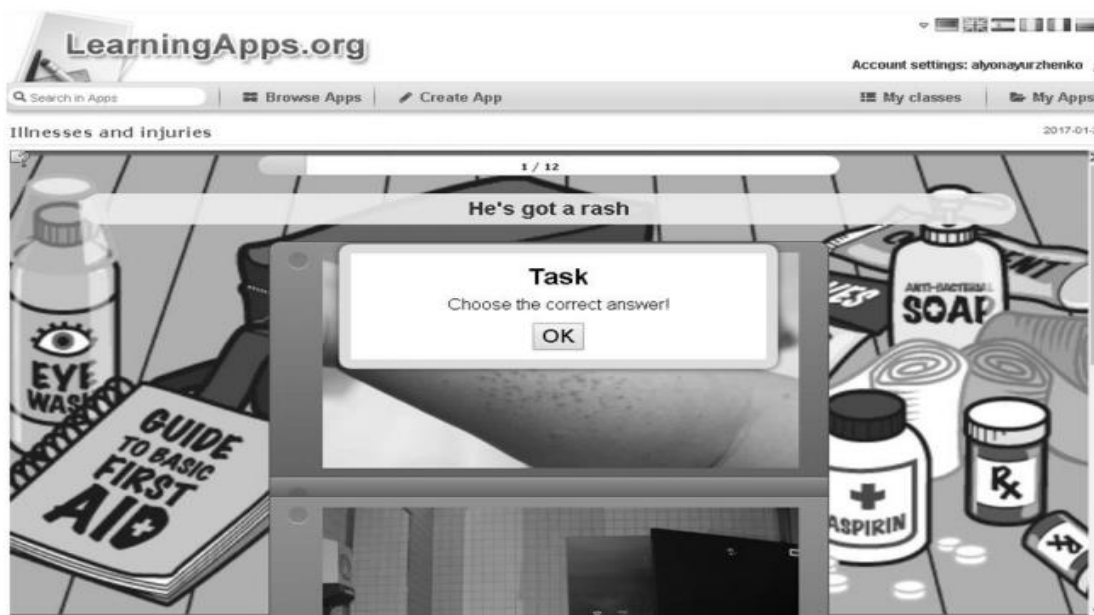 LearningApps.org
Account settings: alyonayurzhenko
Search in Apps
Browse Apps
Create App
My classes
My Apps
Illnesses and injuries
2017-01-
1 / 12
He's got a rash
Task
Choose the correct answer!
OK
EYE
WASH
GUIDE
TO BASIC
FIRST
AID
ANTI-BACTERIAL
SOAP
ASPIRIN
Rx